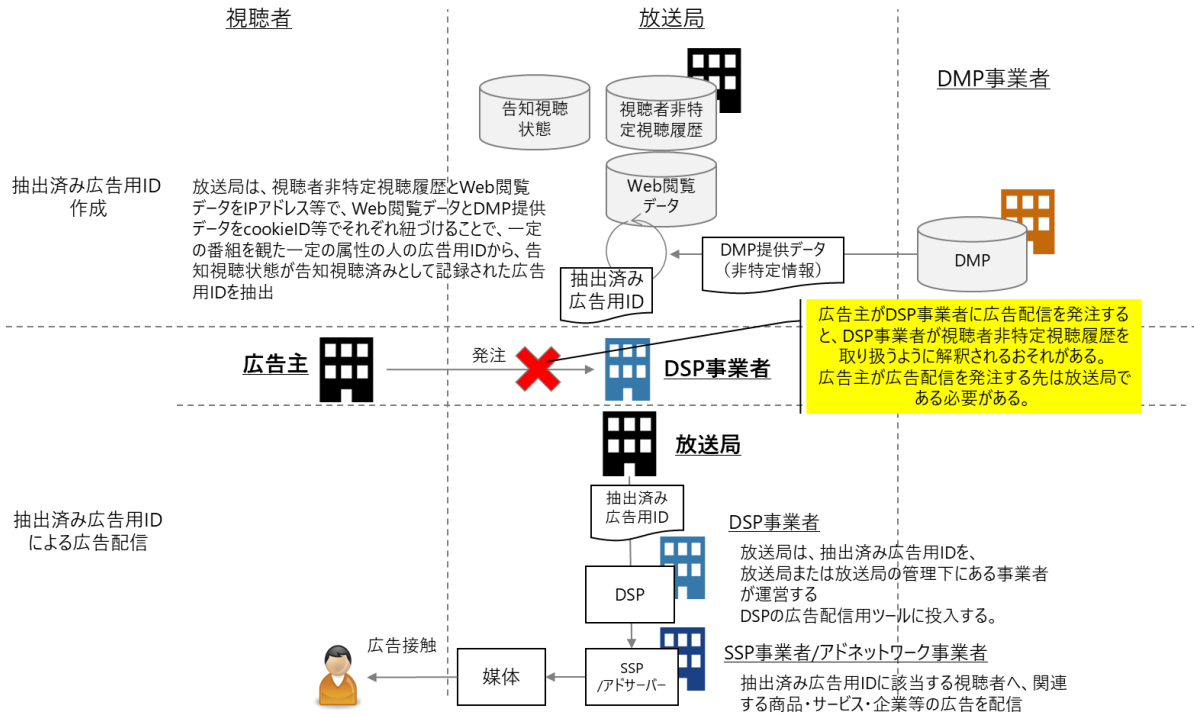 視聴者
放送局
DMP事業者
告知視聴
状態
視聴者非特
定視聴履歴
Web閲覧
データ
抽出済み広告用ID
作成
放送局は、視聴者非特定視聴履歴とWeb閲覧
データをIPアドレス等で、Web閲覧データとDMP提供
データをcookieID等でそれぞれ紐づけることで、一定
の番組を観た一定の属性の人の広告用IDから、告
知視聴状態が告知視聴済みとして記録された広告
用IDを抽出
DMP提供データ
（非特定情報）
DMP
抽出済み
広告用ID
広告主がDSP事業者に広告配信を発注する
と、DSP事業者が視聴者非特定視聴履歴を
取り扱うように解釈されるおそれがある。
広告主が広告配信を発注する先は放送局で
ある必要がある。
広告主
発注
DSP事業者
放送局
抽出済み
広告用ID
抽出済み広告用ID
による広告配信
DSP事業者
放送局は、抽出済み広告用IDを、
放送局または放送局の管理下にある事業者
が運営する
DSPの広告配信用ツールに投入する。
DSP
SSP事業者/アドネットワーク事業者
抽出済み広告用IDに該当する視聴者へ、関連
する商品・サービス・企業等の広告を配信
広告接触
媒体
SSP
/アドサーバー